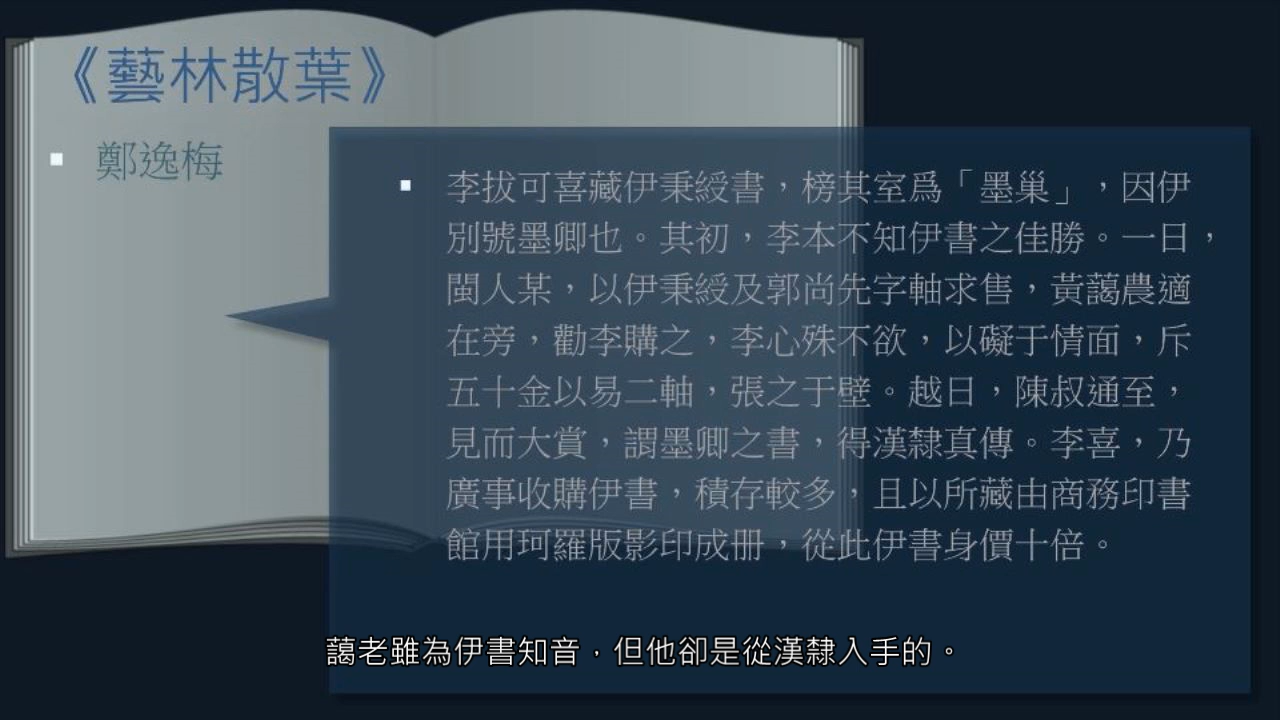 《藝林散葉》
鄭逸梅
李拔可喜藏伊秉綬書，榜其室爲「墨巢」，因伊
別號墨卿也。其初，李本不知伊書之佳勝。一日，
閩人某，以伊秉綬及郭尚先字軸求售，黃藹農適
在旁，勸李購之，李心殊不欲，以礙于情面，斥
五十金以易二軸，張之于壁。越日，陳叔通至，
見而大賞，謂墨卿之書，得漢隸真傳。李喜，乃
廣事收購伊書，積存較多，且以所藏由商務印書
館用珂羅版影印成冊，從此伊書身價十倍。
藹老雖為伊書知音，但他卻是從漢隸入手的。